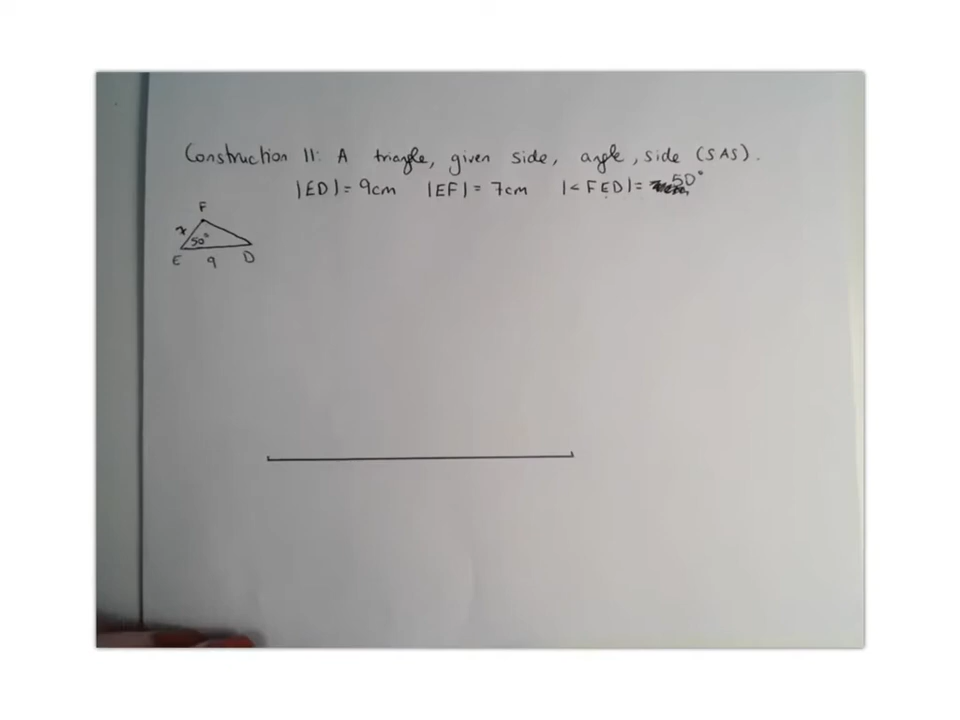 Construction 11: A triangle, given side, angle, side (SAS).
|ED| = 9cm |EF| = 7cm |<FED| = 50°
F
7 50°
E 9 D